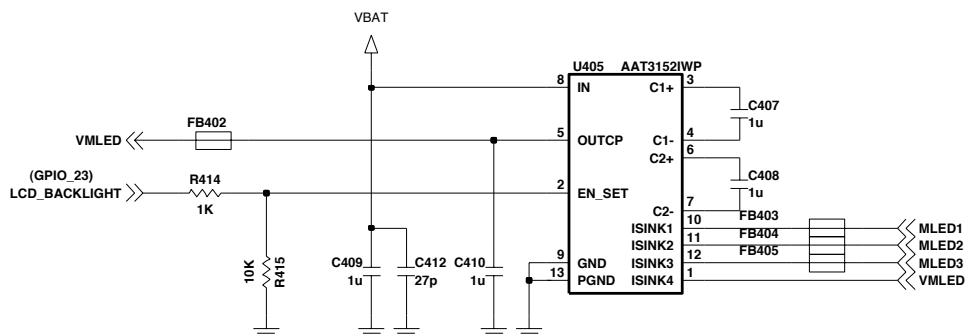 VBAT
U405 AAT3152IWP
8 IN C1+ 3
C407
1u
FB402
VMLED 5 OUTCP C1- 4
C2+ 6
(GPIO_23)
LCD_BACKLIGHT R414 2 EN_SET
1K
C408
1u
C2- 7
ISINK1 10 FB403 MLED1
ISINK2 11 FB404 MLED2
10K
R415
C409
1u
C412
27p
C410
1u
9 GND ISINK3 12 FB405 MLED3
13 PGND ISINK4 1 VMLED